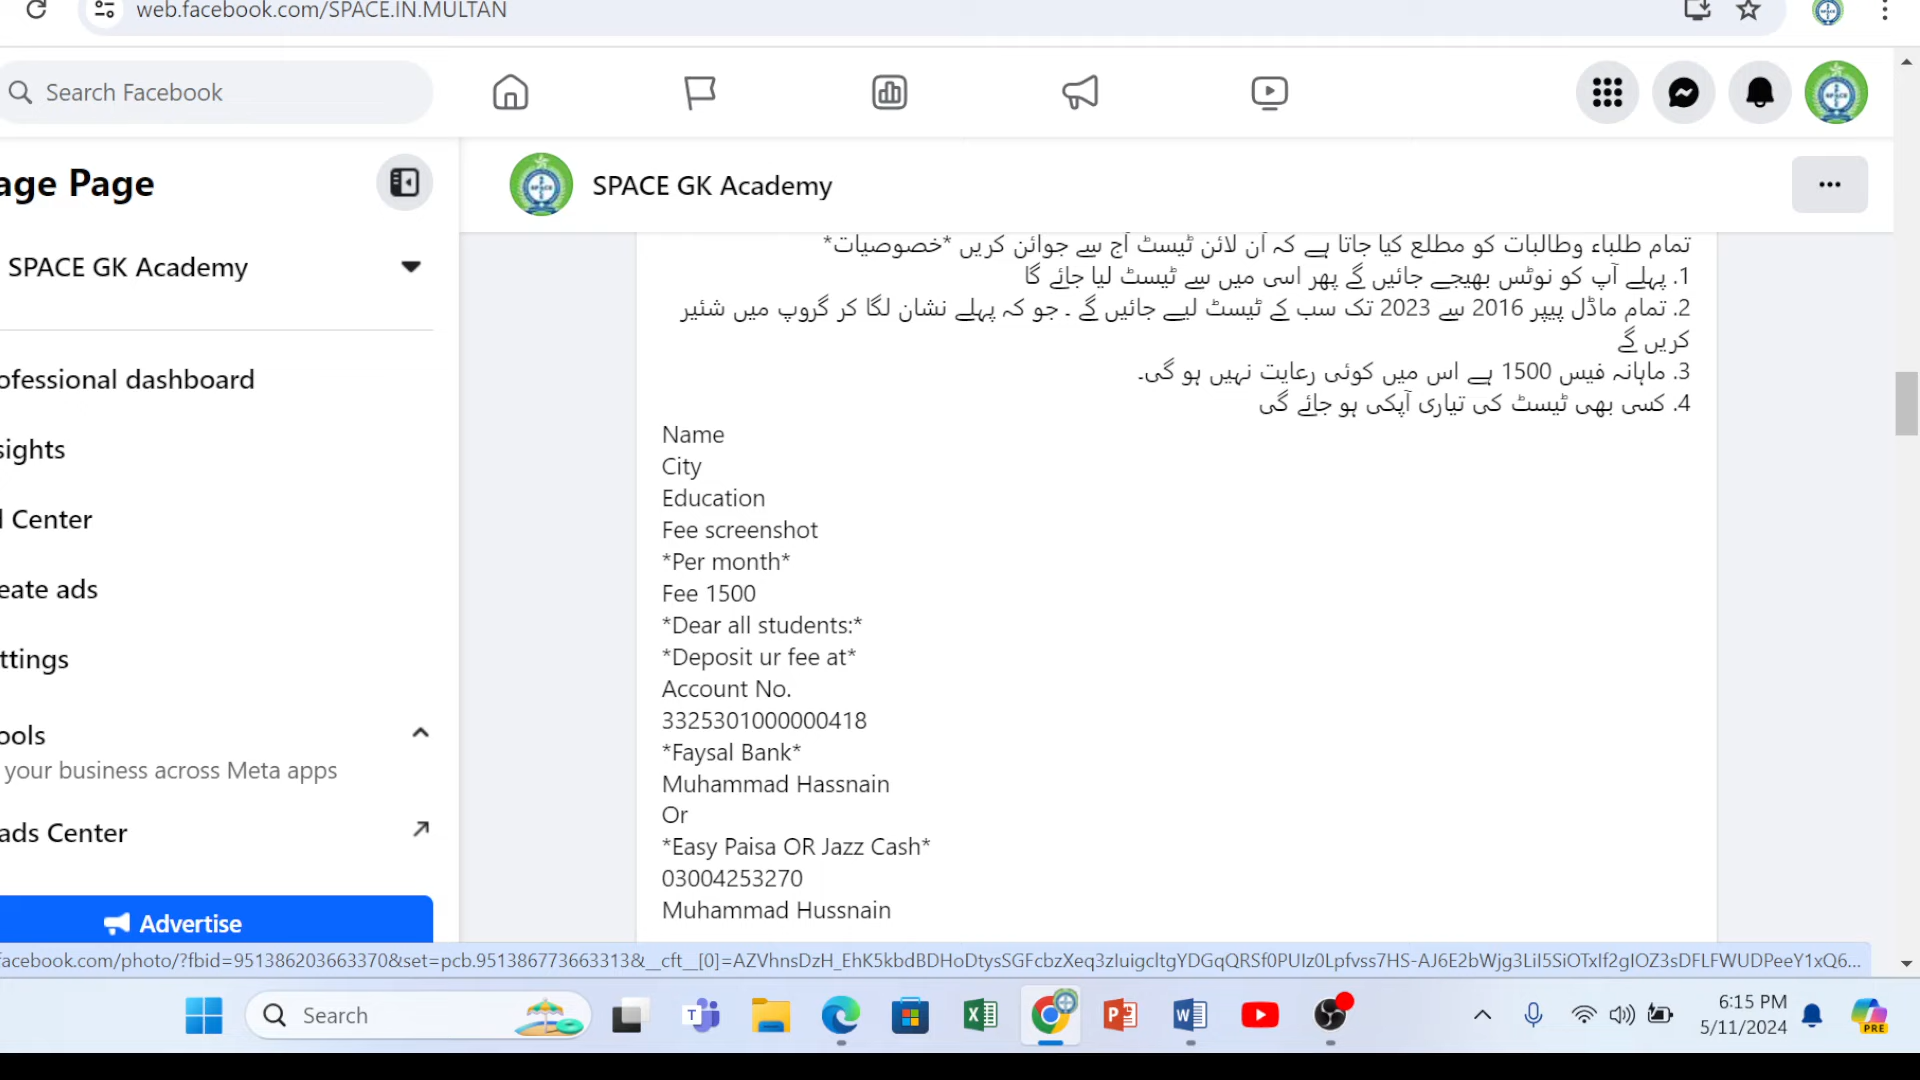 web.facebook.com/SPACE.IN.MULTAN
Search Facebook
age Page
SPACE GK Academy
SPACE GK Academy
ofessional dashboard
sights
l Center
eate ads
ttings
ools
your business across Meta apps
ads Center
Advertise
تمام طلباء وطالبات کو مطلع کیا جاتا ہے کہ آن لائن ٹیسٹ آج سے جوائن کریں *خصوصیات*
1. پہلے آپ کو نوٹس بھیجے جائیں گے پھر اسی میں سے ٹیسٹ لیا جائے گا
2. تمام ماڈل پیپر 2016 سے 2023 تک سب کے ٹیسٹ لیے جائیں گے ۔ جو کہ پہلے نشان لگا کر گروپ میں شئیر
کریں گے
3. ماہانہ فیس 1500 ہے اس میں کوئی رعایت نہیں ہو گی۔
4. کسی بھی ٹیسٹ کی تیاری آپکی ہو جائے گی
Name
City
Education
Fee screenshot
*Per month*
Fee 1500
*Dear all students:*
*Deposit ur fee at*
Account No.
3325301000000418
*Faysal Bank*
Muhammad Hassnain
Or
*Easy Paisa OR Jazz Cash*
03004253270
Muhammad Hussnain
Search
6:15 PM
5/11/2024
PRE